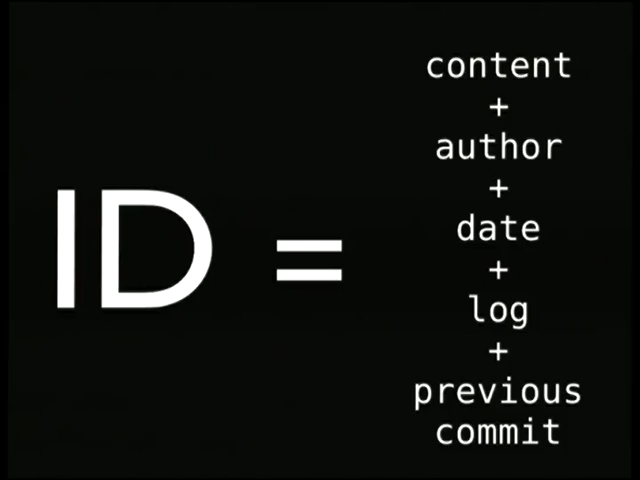 ID =
content
+
author
+
date
+
log
+
previous
commit